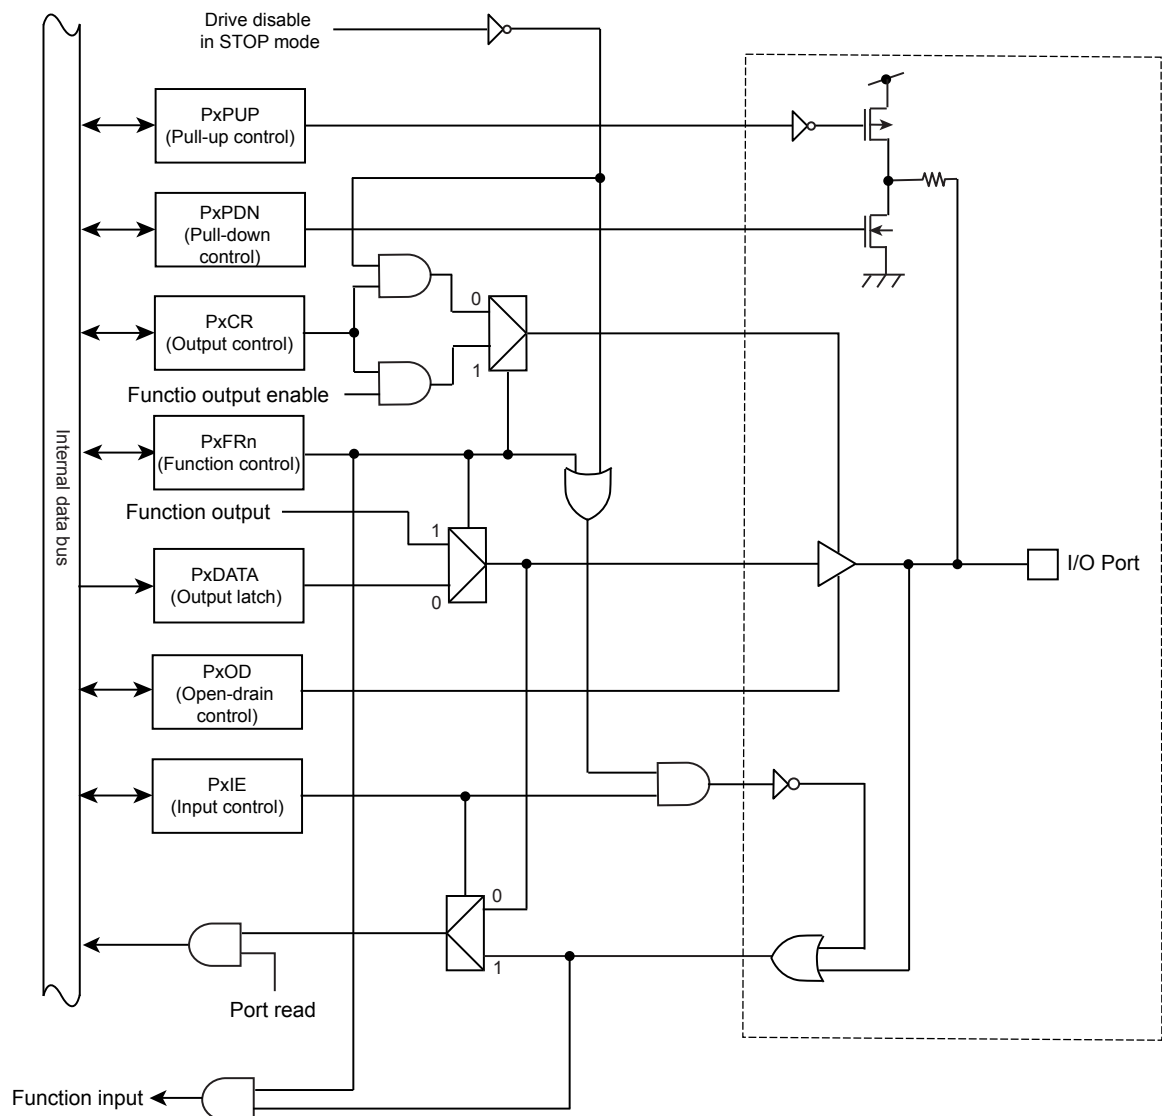 Drive disable
in STOP mode
PxPUP
(Pull-up control)
PxPDN
(Pull-down
control)
PxCR
(Output control)
0
1
Functio output enable
PxFRn
(Function control)
Internal data bus
Function output
1
PxDATA
(Output latch)
0
I/O Port
PxOD
(Open-drain
control)
PxIE
(Input control)
0
1
Port read
Function input